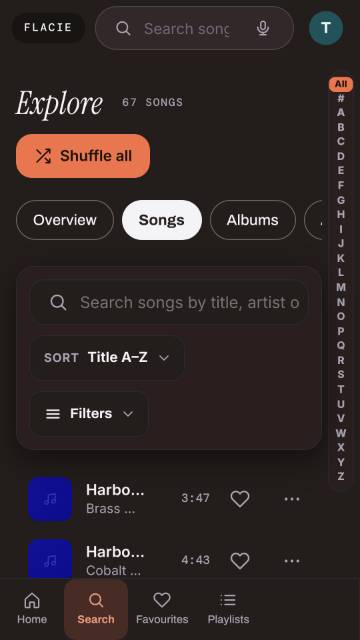 FLACIE
Search song
T
Explore
67 SONGS
Shuffle all
Overview
Songs
Albums
Search songs by title, artist o
SORT Title A–Z
Filters
Harbo...
Brass ...
3:47
Harbo...
Cobalt ...
4:43
All
#
A
B
C
D
E
F
G
H
I
J
K
L
M
N
O
P
Q
R
S
T
U
V
W
X
Y
Z
Home
Search
Favourites
Playlists